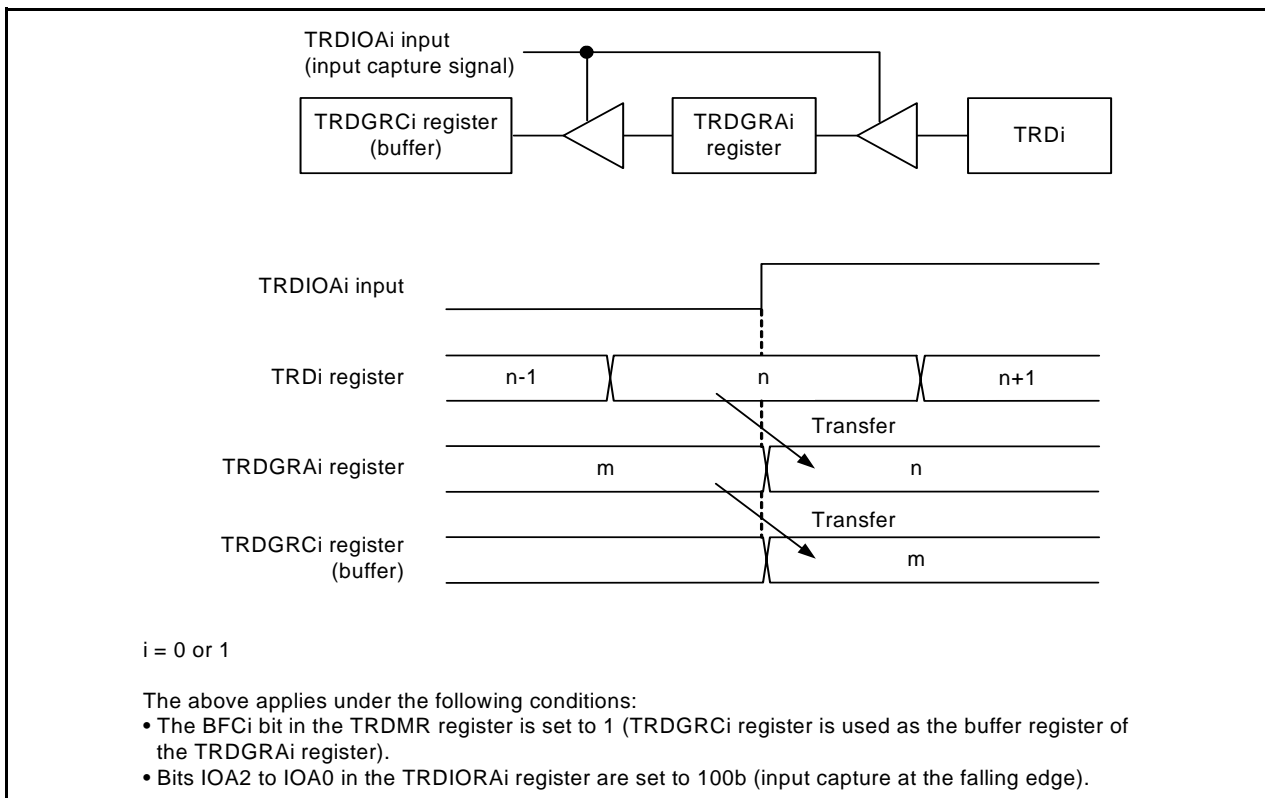 TRDIOAi input
(input capture signal)
TRDGRCi register
(buffer)
TRDGRAi
register
TRDi
TRDIOAi input
TRDi register
n-1
n
n+1
Transfer
TRDGRAi register
m
n
Transfer
TRDGRCi register
(buffer)
m
i = 0 or 1
The above applies under the following conditions:
• The BFCi bit in the TRDMR register is set to 1 (TRDGRCi register is used as the buffer register of
the TRDGRAi register).
• Bits IOA2 to IOA0 in the TRDIORAi register are set to 100b (input capture at the falling edge).